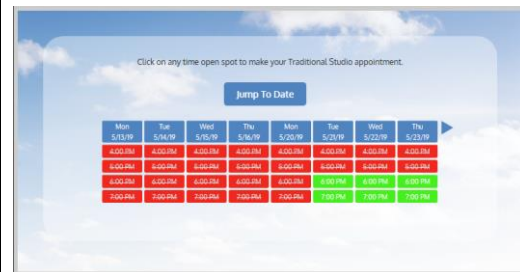 Click on any time open spot to make your Traditional Studio appointment.
Jump To Date
Mon Tue Wed Thu Mon Tue Wed Thu
5/13/19 5/14/19 5/15/19 5/16/19 5/20/19 5/21/19 5/22/19 5/23/19
4:00 PM 4:00 PM 4:00 PM 4:00 PM 4:00 PM 4:00 PM 4:00 PM 4:00 PM
5:00 PM 5:00 PM 5:00 PM 5:00 PM 5:00 PM 5:00 PM 5:00 PM 5:00 PM
6:00 PM 6:00 PM 6:00 PM 6:00 PM 6:00 PM 6:00 PM 6:00 PM 6:00 PM
7:00 PM 7:00 PM 7:00 PM 7:00 PM 7:00 PM 7:00 PM 7:00 PM 7:00 PM